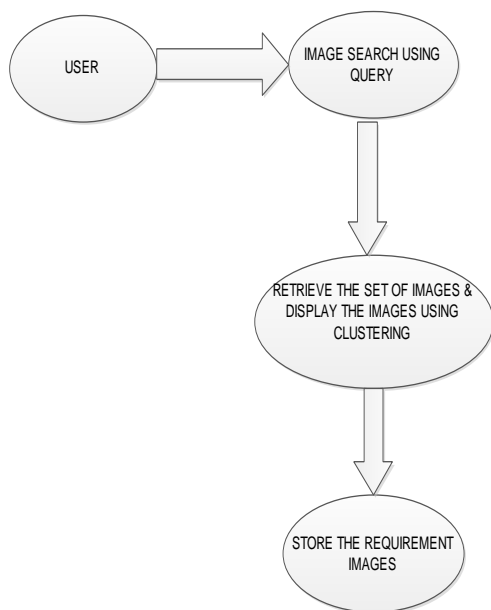 USER
IMAGE SEARCH USING
QUERY
RETRIEVE THE SET OF IMAGES &
DISPLAY THE IMAGES USING
CLUSTERING
STORE THE REQUIREMENT
IMAGES